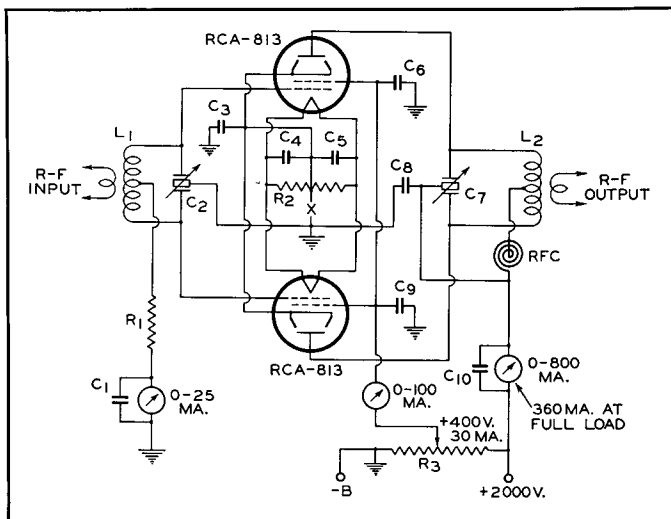 RCA-813
C6
C3
L1
C4
C5
L2
R-F
INPUT
C8
R-F
OUTPUT
C2
R2
X
C7
RFC
C9
R1
RCA-813
C1
0-25
MA.
0-100
MA.
C10
0-800
MA.
360 MA. AT
FULL LOAD
+400 V.
30 MA.
R3
-B
+2000 V.